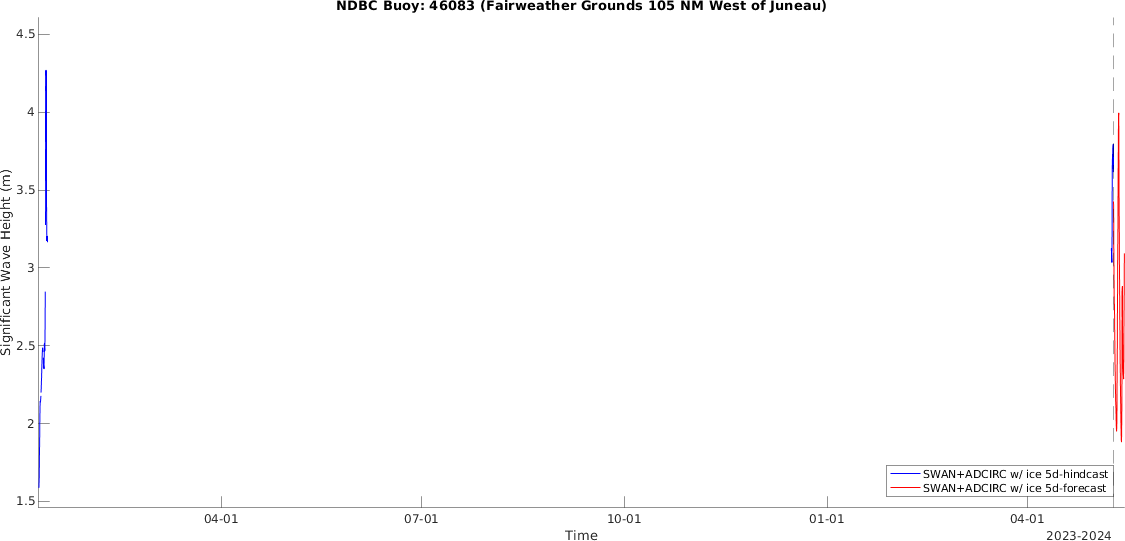 NDBC Buoy: 46083 (Fairweather Grounds 105 NM West of Juneau)
Significant Wave Height (m)
4.5
4
3.5
3
2.5
2
1.5
SWAN+ADCIRC w/ ice 5d-hindcast
SWAN+ADCIRC w/ ice 5d-forecast
04-01
07-01
10-01
01-01
04-01
Time
2023-2024